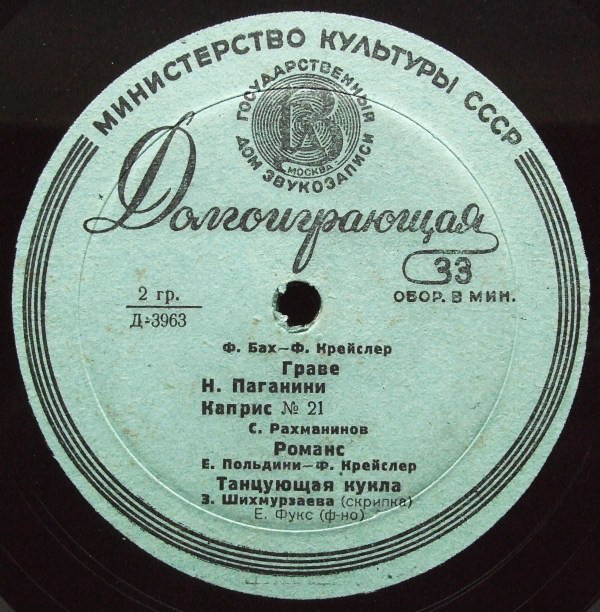 МИНИСТЕРСТВО КУЛЬТУРЫ СССР
ГОСУДАРСТВЕННЫЙ
ДОМ ЗВУКОЗАПИСИ
МОСКВА
Долгоиграющая
33
ОБОР. В МИН.
2 гр.
Д-3963
Ф. Бах–Ф. Крейслер
Граве
Н. Паганини
Каприс № 21
С. Рахманинов
Романс
Е. Польдини–Ф. Крейслер
Танцующая кукла
З. Шихмурзаева (скрипка)
Е. Фукс (ф-но)